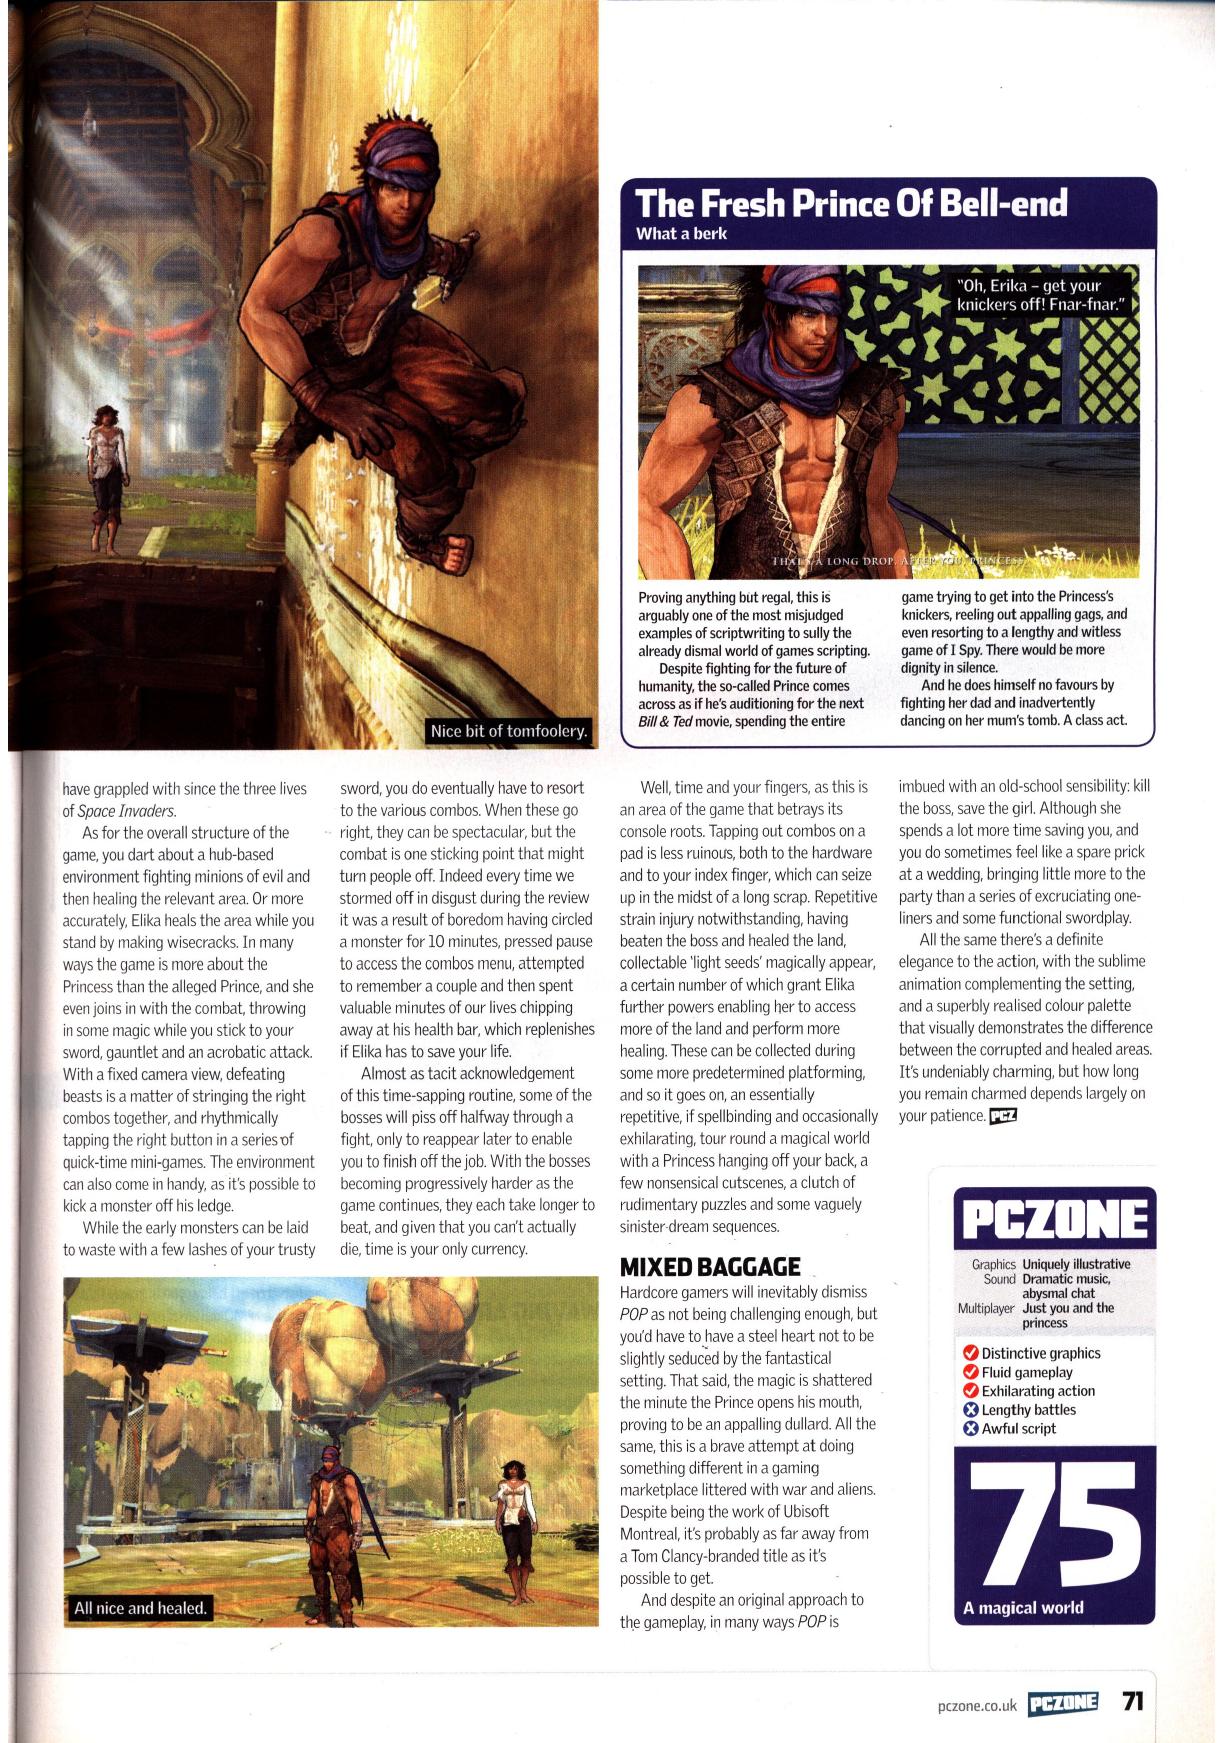 The Fresh Prince Of Bell-end
What a berk
"Oh, Erika – get your
knickers off! Fnar-fnar."
THAT'S A LONG DROP. AFTER YOU, PRINCESS.
Proving anything but regal, this is
arguably one of the most misjudged
examples of scriptwriting to sully the
already dismal world of games scripting.
Despite fighting for the future of
humanity, the so-called Prince comes
across as if he's auditioning for the next
Bill & Ted movie, spending the entire
game trying to get into the Princess's
knickers, reeling out appalling gags, and
even resorting to a lengthy and witless
game of I Spy. There would be more
dignity in silence.
And he does himself no favours by
fighting her dad and inadvertently
dancing on her mum's tomb. A class act.
Nice bit of tomfoolery.
have grappled with since the three lives
of Space Invaders.
As for the overall structure of the
game, you dart about a hub-based
environment fighting minions of evil and
then healing the relevant area. Or more
accurately, Elika heals the area while you
stand by making wisecracks. In many
ways the game is more about the
Princess than the alleged Prince, and she
even joins in with the combat, throwing
in some magic while you stick to your
sword, gauntlet and an acrobatic attack.
With a fixed camera view, defeating
beasts is a matter of stringing the right
combos together, and rhythmically
tapping the right button in a series of
quick-time mini-games. The environment
can also come in handy, as it's possible to
kick a monster off his ledge.
While the early monsters can be laid
to waste with a few lashes of your trusty
sword, you do eventually have to resort
to the various combos. When these go
right, they can be spectacular, but the
combat is one sticking point that might
turn people off. Indeed every time we
stormed off in disgust during the review
it was a result of boredom having circled
a monster for 10 minutes, pressed pause
to access the combos menu, attempted
to remember a couple and then spent
valuable minutes of our lives chipping
away at his health bar, which replenishes
if Elika has to save your life.
Almost as tacit acknowledgement
of this time-sapping routine, some of the
bosses will piss off halfway through a
fight, only to reappear later to enable
you to finish off the job. With the bosses
becoming progressively harder as the
game continues, they each take longer to
beat, and given that you can't actually
die, time is your only currency.
Well, time and your fingers, as this is
an area of the game that betrays its
console roots. Tapping out combos on a
pad is less ruinous, both to the hardware
and to your index finger, which can seize
up in the midst of a long scrap. Repetitive
strain injury notwithstanding, having
beaten the boss and healed the land,
collectable 'light seeds' magically appear,
a certain number of which grant Elika
further powers enabling her to access
more of the land and perform more
healing. These can be collected during
some more predetermined platforming,
and so it goes on, an essentially
repetitive, if spellbinding and occasionally
exhilarating, tour round a magical world
with a Princess hanging off your back, a
few nonsensical cutscenes, a clutch of
rudimentary puzzles and some vaguely
sinister dream sequences.
MIXED BAGGAGE
Hardcore gamers will inevitably dismiss
POP as not being challenging enough, but
you'd have to have a steel heart not to be
slightly seduced by the fantastical
setting. That said, the magic is shattered
the minute the Prince opens his mouth,
proving to be an appalling dullard. All the
same, this is a brave attempt at doing
something different in a gaming
marketplace littered with war and aliens.
Despite being the work of Ubisoft
Montreal, it's probably as far away from
a Tom Clancy-branded title as it's
possible to get.
And despite an original approach to
the gameplay, in many ways POP is
imbued with an old-school sensibility: kill
the boss, save the girl. Although she
spends a lot more time saving you, and
you do sometimes feel like a spare prick
at a wedding, bringing little more to the
party than a series of excruciating one-
liners and some functional swordplay.
All the same there's a definite
elegance to the action, with the sublime
animation complementing the setting,
and a superbly realised colour palette
that visually demonstrates the difference
between the corrupted and healed areas.
It's undeniably charming, but how long
you remain charmed depends largely on
your patience. PCZ
All nice and healed.
PCZONE
Graphics Uniquely illustrative
Sound Dramatic music,
abysmal chat
Multiplayer Just you and the
princess
Distinctive graphics
Fluid gameplay
Exhilarating action
Lengthy battles
Awful script
75
A magical world
pczone.co.uk PCZONE 71